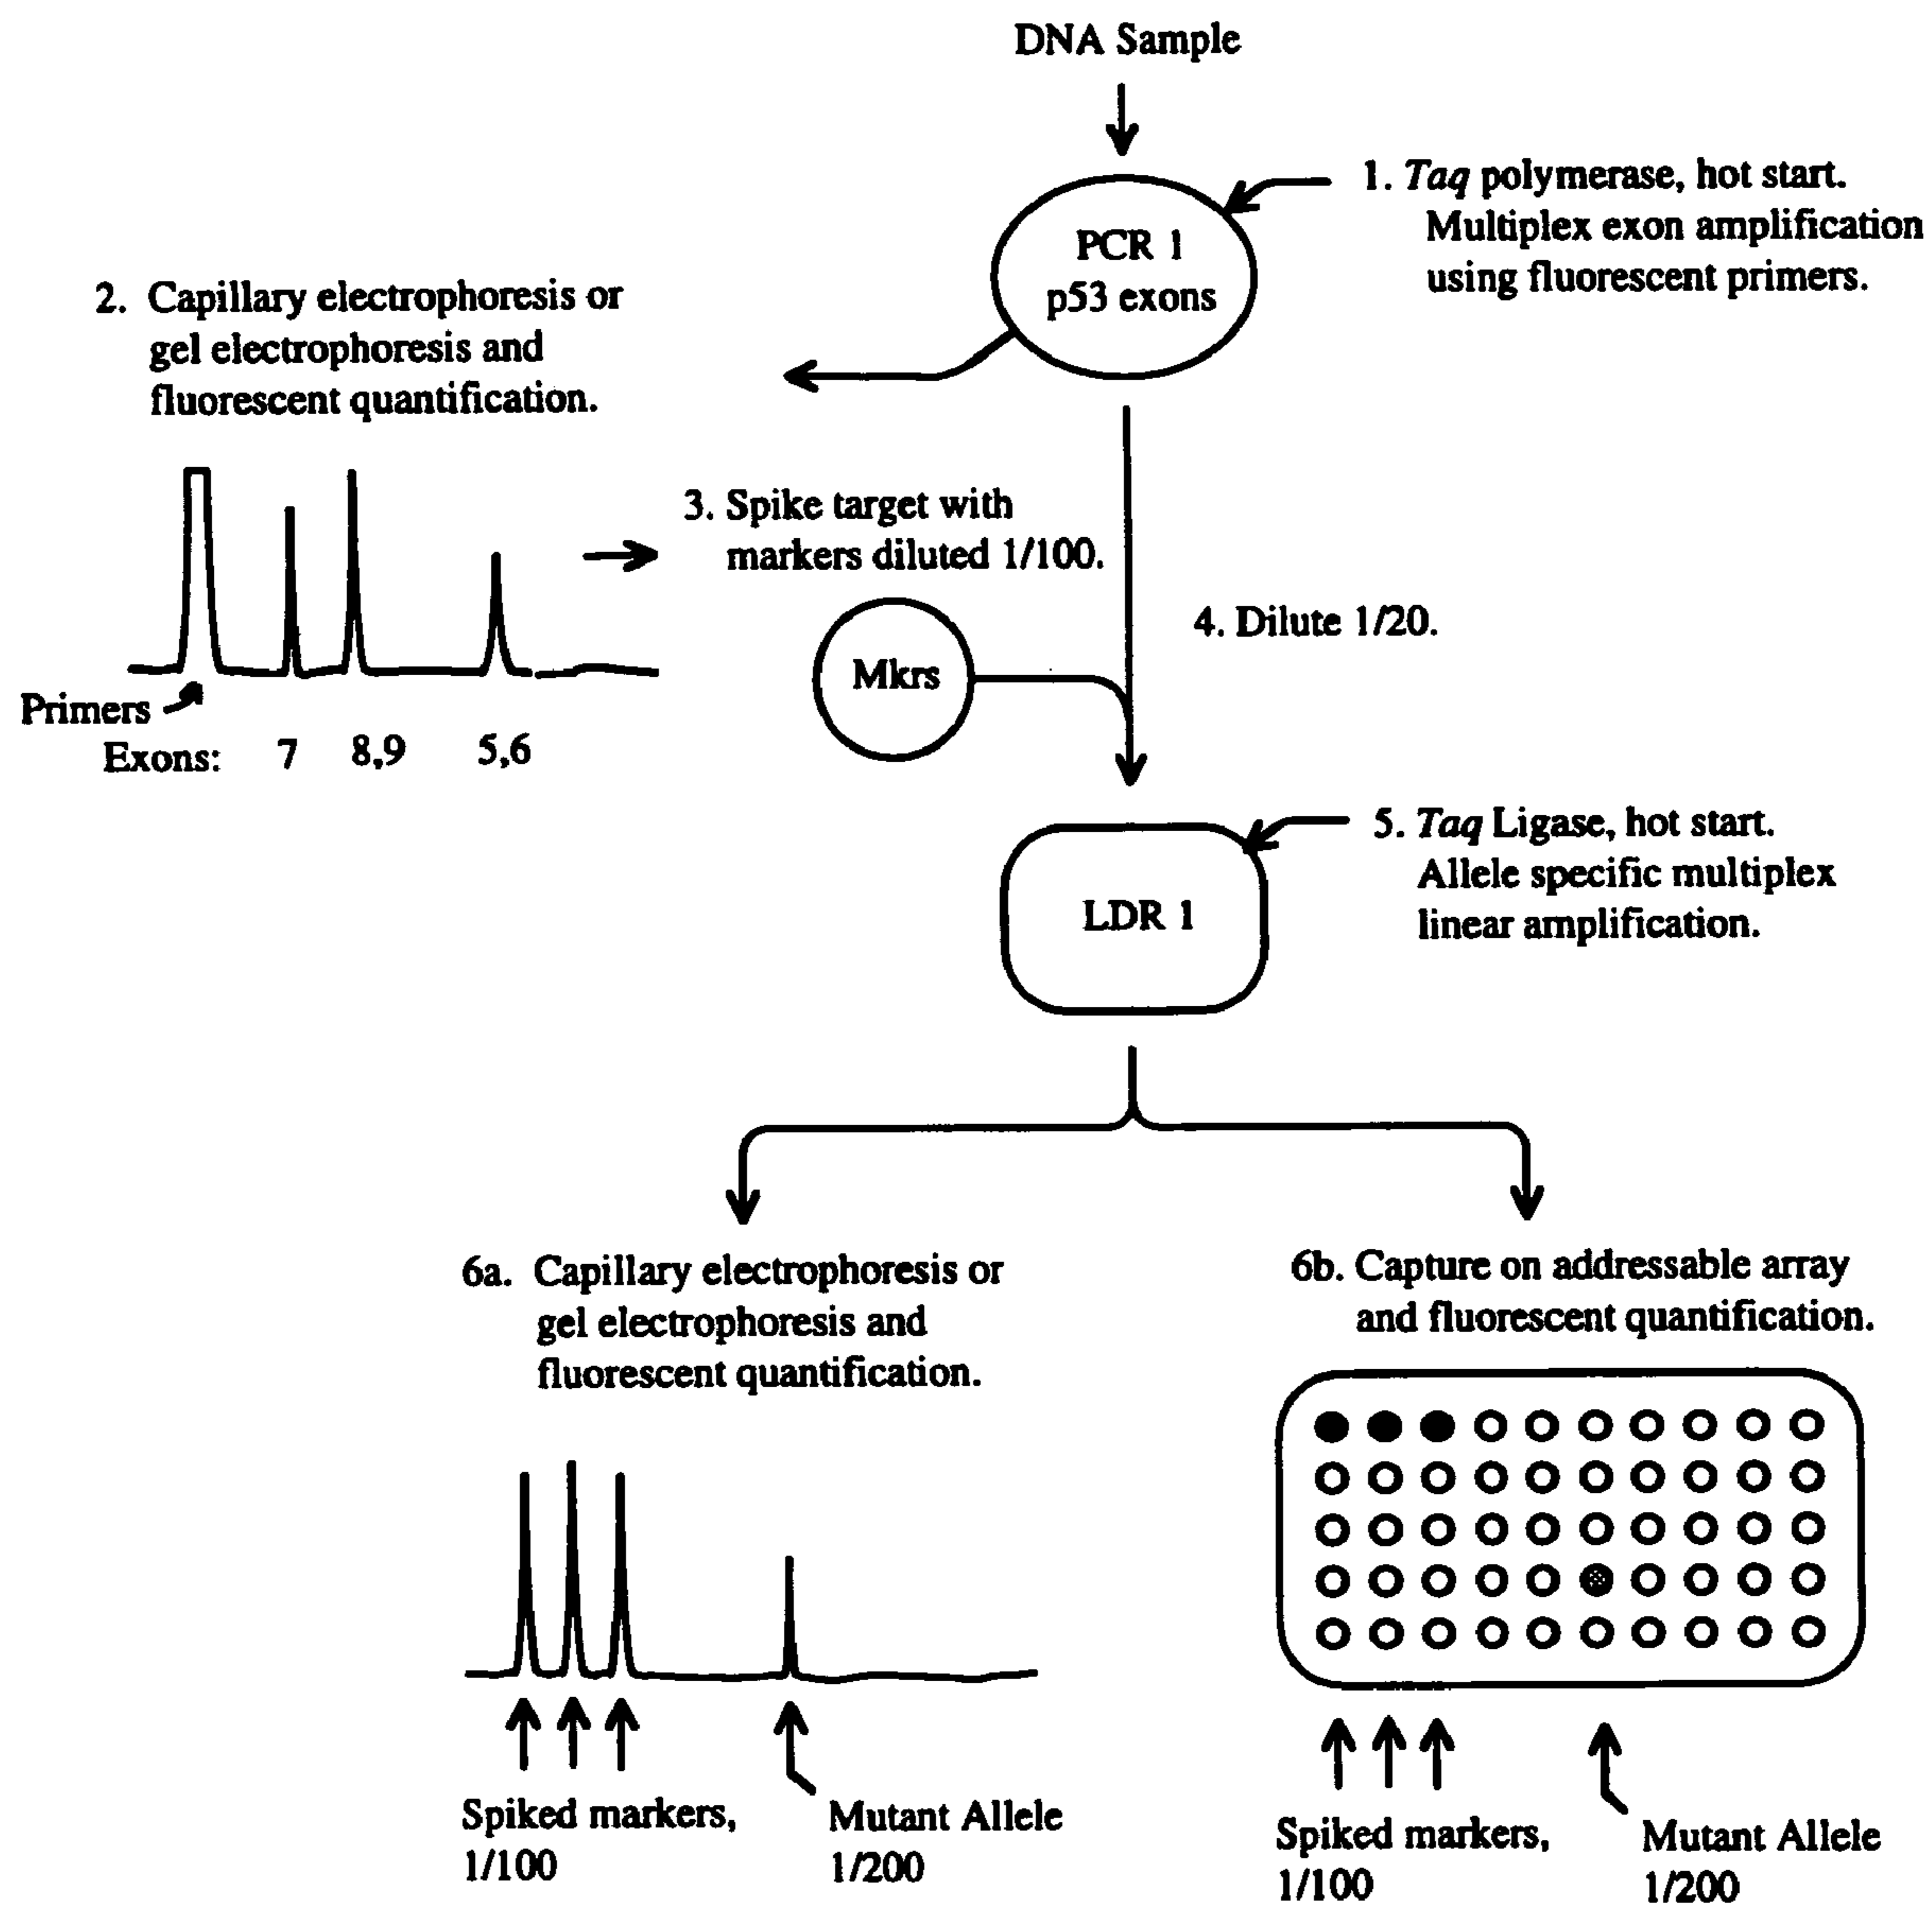 DNA Sample
1. Taq polymerase, hot start.
Multiplex exon amplification
using fluorescent primers.
PCR 1
p53 exons
2. Capillary electrophoresis or
gel electrophoresis and
fluorescent quantification.
3. Spike target with
markers diluted 1/100.
4. Dilute 1/20.
Mkrs
Primers
Exons: 7 8,9 5,6
5. Taq Ligase, hot start.
Allele specific multiplex
linear amplification.
LDR 1
6a. Capillary electrophoresis or
gel electrophoresis and
fluorescent quantification.
6b. Capture on addressable array
and fluorescent quantification.
Spiked markers,
1/100
Mutant Allele
1/200
Spiked markers,
1/100
Mutant Allele
1/200